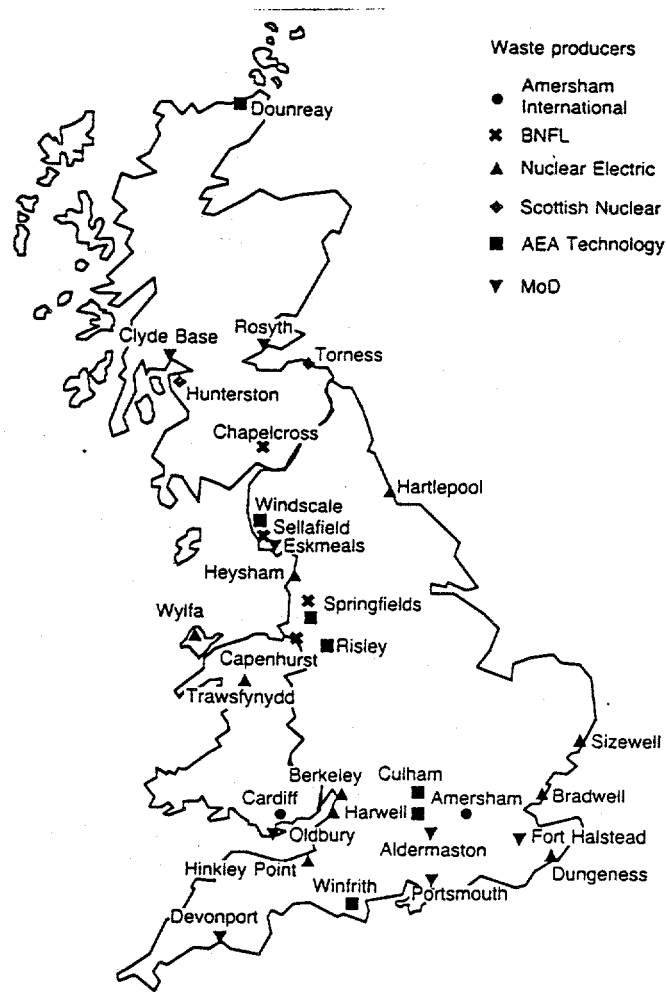 Waste producers
Amersham
International
BNFL
Nuclear Electric
Scottish Nuclear
AEA Technology
MoD
Dounreay
Rosyth
Clyde Base
Torness
Hunterston
Chapelcross
Hartlepool
Windscale
Sellafield
Eskmeals
Heysham
Springfields
Wylfa
Risley
Capenhurst
Trawsfynydd
Sizewell
Berkeley
Culham
Cardiff
Amersham
Bradwell
Harwell
Oldbury
Fort Halstead
Aldermaston
Hinkley Point
Dungeness
Winfrith
Portsmouth
Devonport